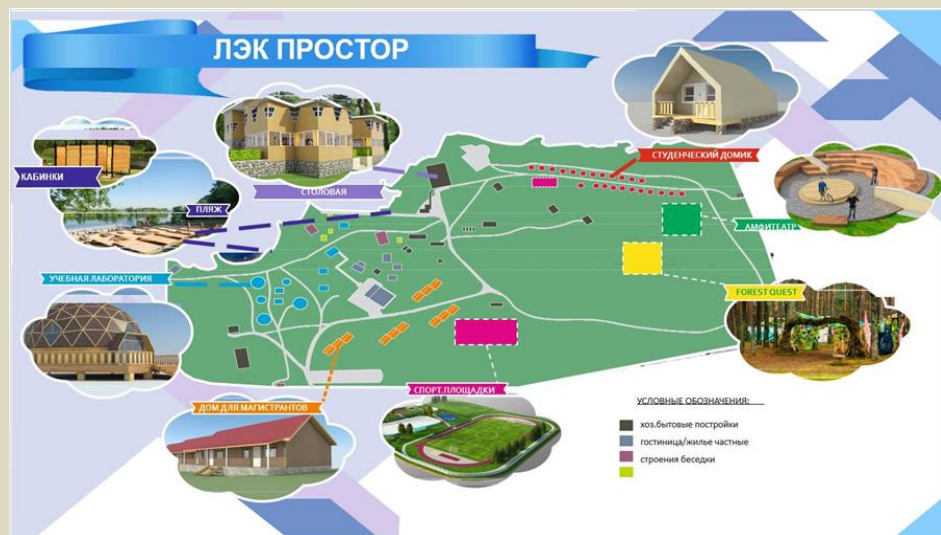 ЛЭК ПРОСТОР
СТУДЕНЧЕСКИЙ ДОМИК
КАБИНКИ
СТОЛОВАЯ
ПЛЯЖ
АМФИТЕАТР
УЧЕБНАЯ ЛАБОРАТОРИЯ
FOREST QUEST
СПОРТ.ПЛОЩАДКИ
ДОМ ДЛЯ МАГИСТРАНТОВ
УСЛОВНЫЕ ОБОЗНАЧЕНИЯ:
хоз.бытовые постройки
гостиница/жилье частные
строения беседки